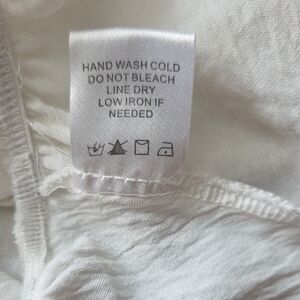 HAND WASH COLD
DO NOT BLEACH
LINE DRY
LOW IRON IF
NEEDED